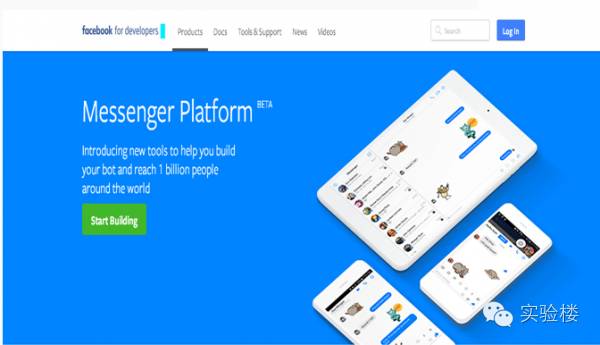 facebook for developers
Products
Docs
Tools & Support
News
Videos
Search
Log In
Messenger Platform BETA
Introducing new tools to help you build
your bot and reach 1 billion people
around the world
Start Building
实验楼